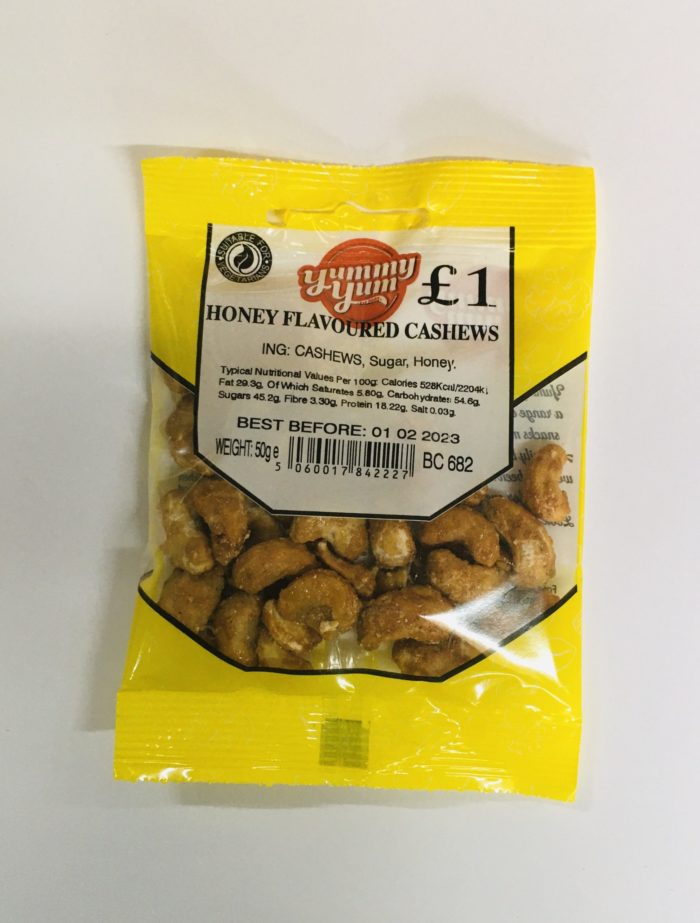 SUITABLE FOR VEGETARIANS
yummy
yum
£1
HONEY FLAVOURED CASHEWS
ING: CASHEWS, Sugar, Honey.
Typical Nutritional Values Per 100g: Calories 528Kcal/2204kj
Fat 29.3g, Of Which Saturates 5.80g, Carbohydrates 54.6g,
Sugars 45.2g, Fibre 3.30g, Protein 18.22g, Salt 0.03g.
BEST BEFORE: 01 02 2023
WEIGHT: 50g e
5 060017 842227
BC 682
a range
snacks